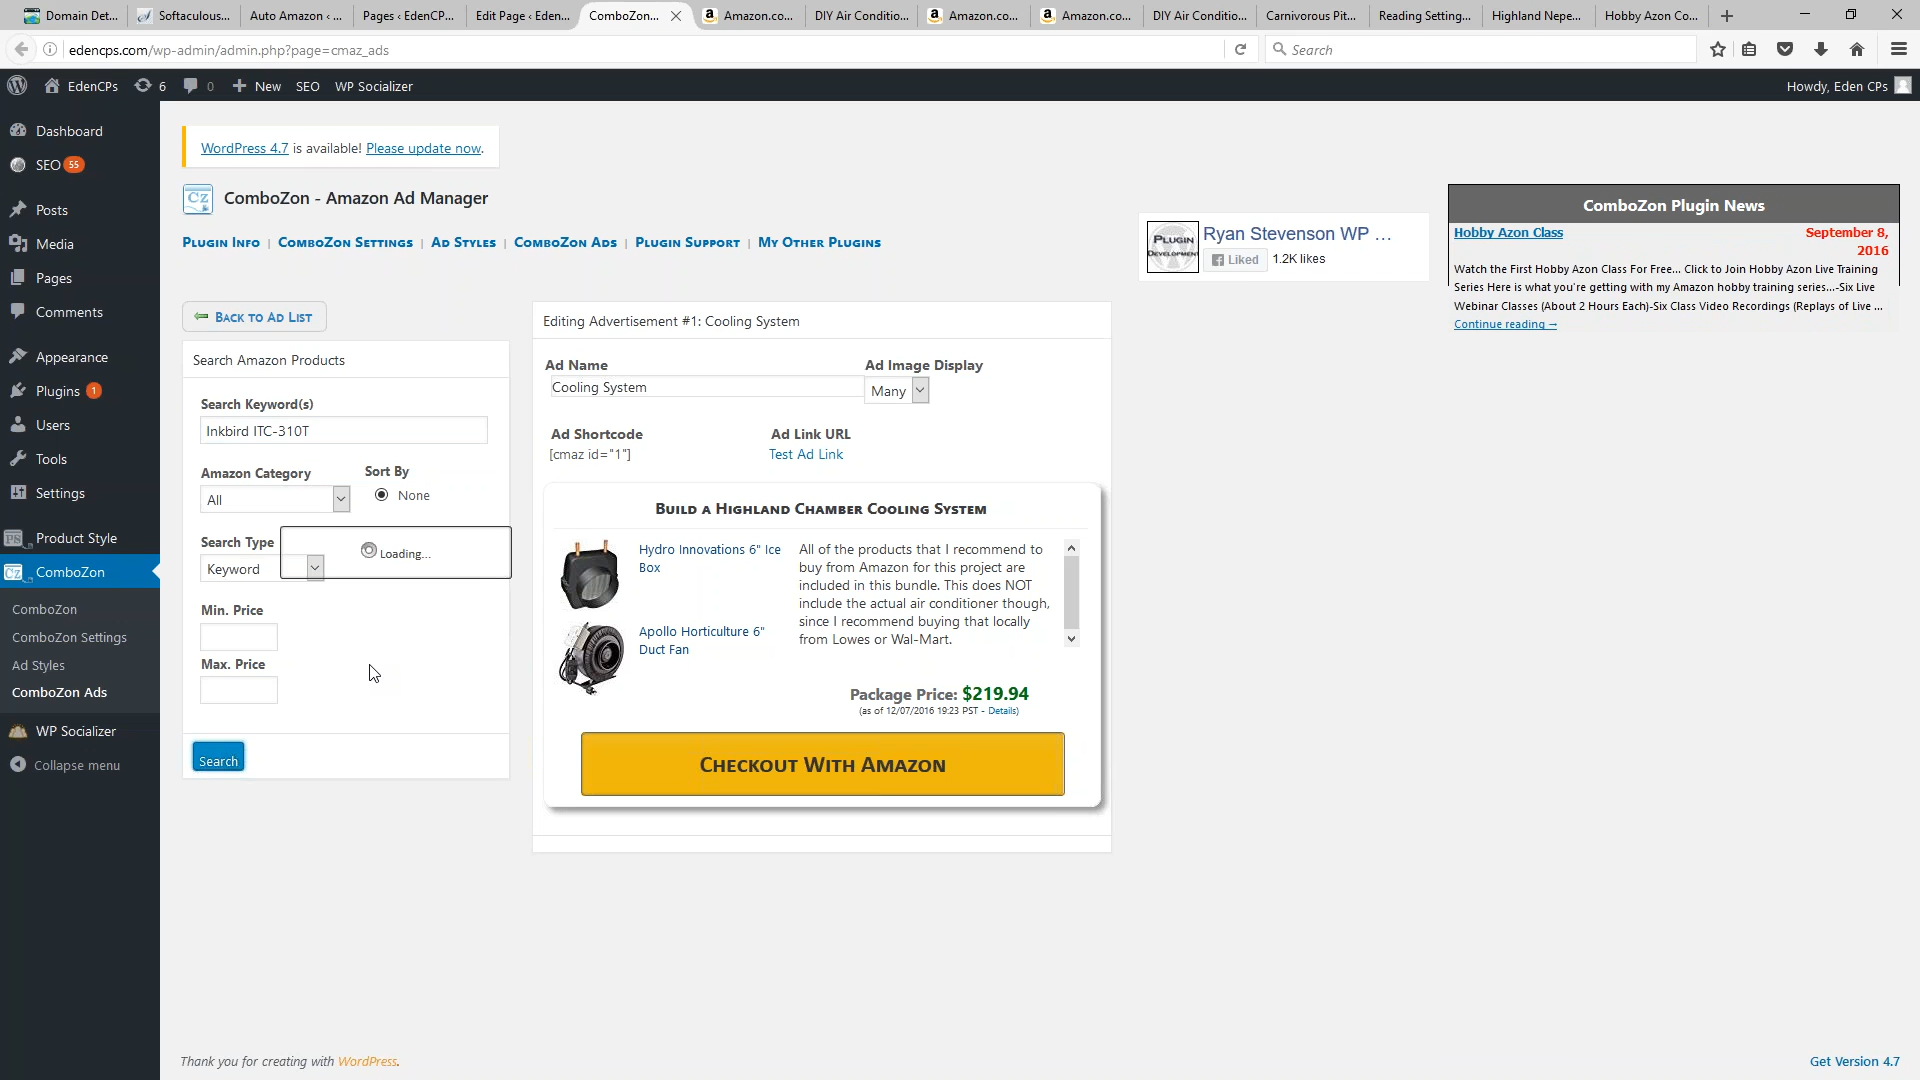 Domain Det...
Softaculous...
Auto Amazon ‹ ...
Pages ‹ EdenCP...
Edit Page ‹ Eden...
ComboZon...
Amazon.co...
DIY Air Conditio...
Amazon.co...
Amazon.co...
DIY Air Conditio...
Carnivorous Pit...
Reading Setting...
Highland Nepe...
Hobby Azon Co...
edencps.com/wp-admin/admin.php?page=cmaz_ads
Search
EdenCPs
6
0
New
SEO
WP Socializer
Howdy, Eden CPs
Dashboard
SEO 55
Posts
Media
Pages
Comments
Appearance
Plugins 1
Users
Tools
Settings
Product Style
ComboZon
ComboZon
ComboZon Settings
Ad Styles
ComboZon Ads
WP Socializer
Collapse menu
WordPress 4.7 is available! Please update now.
Cz
ComboZon - Amazon Ad Manager
Plugin Info | ComboZon Settings | Ad Styles | ComboZon Ads | Plugin Support | My Other Plugins
Plugin
Development
Ryan Stevenson WP ...
Liked
1.2K likes
ComboZon Plugin News
Hobby Azon Class
September 8,
2016
Watch the First Hobby Azon Class For Free... Click to Join Hobby Azon Live Training
Series Here is what you're getting with my Amazon hobby training series...-Six Live
Webinar Classes (About 2 Hours Each)-Six Class Video Recordings (Replays of Live ...
Continue reading →
Back to Ad List
Search Amazon Products
Search Keyword(s)
Inkbird ITC-310T
Amazon Category
Sort By
All
None
Search Type
Loading...
Keyword
Min. Price
Max. Price
Search
Editing Advertisement #1: Cooling System
Ad Name
Ad Image Display
Cooling System
Many
Ad Shortcode
Ad Link URL
[cmaz id="1"]
Test Ad Link
Build a Highland Chamber Cooling System
Hydro Innovations 6" Ice
Box
Apollo Horticulture 6"
Duct Fan
All of the products that I recommend to
buy from Amazon for this project are
included in this bundle. This does NOT
include the actual air conditioner though,
since I recommend buying that locally
from Lowes or Wal-Mart.
Package Price: $219.94
(as of 12/07/2016 19:23 PST - Details)
Checkout With Amazon
Thank you for creating with WordPress.
Get Version 4.7